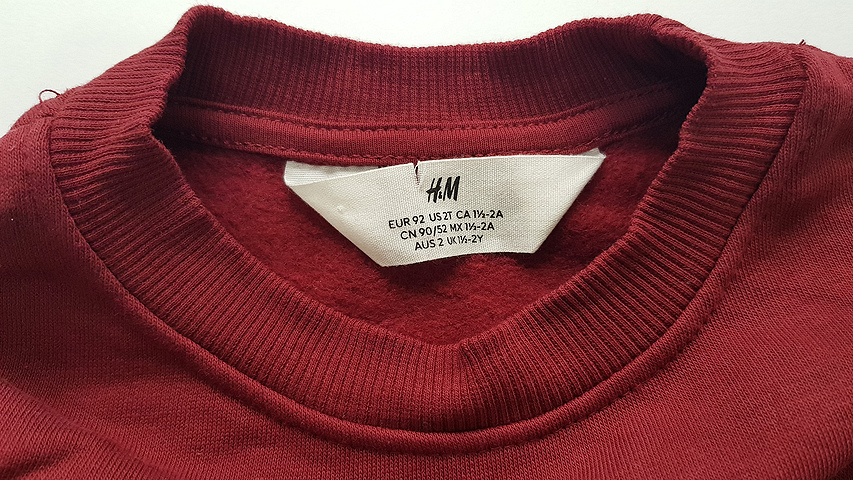 H&M
EUR 92 US 2T CA 1½-2A
CN 90/52 MX 1½-2A
AUS 2 UK 1½-2Y